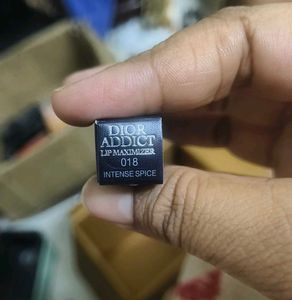 DIOR
ADDICT
LIP MAXIMIZER
018
INTENSE SPICE